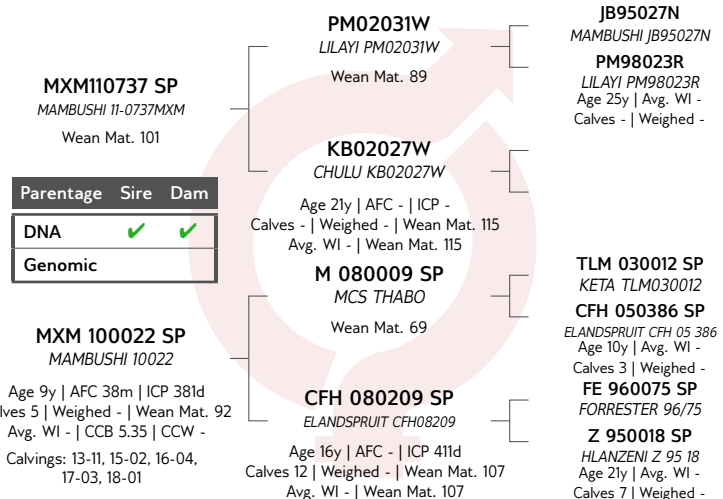 MXM110737 SP
MAMBUSHI 11-0737MXM
Wean Mat. 101
Parentage Sire Dam
DNA ✔ ✔
Genomic
MXM 100022 SP
MAMBUSHI 10022
Age 9y | AFC 38m | ICP 381d
lves 5 | Weighed - | Wean Mat. 92
Avg. WI - | CCB 5.35 | CCW -
Calvings: 13-11, 15-02, 16-04,
17-03, 18-01
PM02031W
LILAYI PM02031W
Wean Mat. 89
KB02027W
CHULU KB02027W
Age 21y | AFC - | ICP -
Calves - | Weighed - | Wean Mat. 115
Avg. WI - | Wean Mat. 115
M 080009 SP
MCS THABO
Wean Mat. 69
CFH 080209 SP
ELANDSPRUIT CFH08209
Age 16y | AFC - | ICP 411d
Calves 12 | Weighed - | Wean Mat. 107
Avg. WI - | Wean Mat. 107
JB95027N
MAMBUSHI JB95027N
PM98023R
LILAYI PM98023R
Age 25y | Avg. WI -
Calves - | Weighed -
TLM 030012 SP
KETA TLM030012
CFH 050386 SP
ELANDSPRUIT CFH 05 386
Age 10y | Avg. WI -
Calves 3 | Weighed -
FE 960075 SP
FORRESTER 96/75
Z 950018 SP
HLANZENI Z 95 18
Age 21y | Avg. WI -
Calves 7 | Weighed -